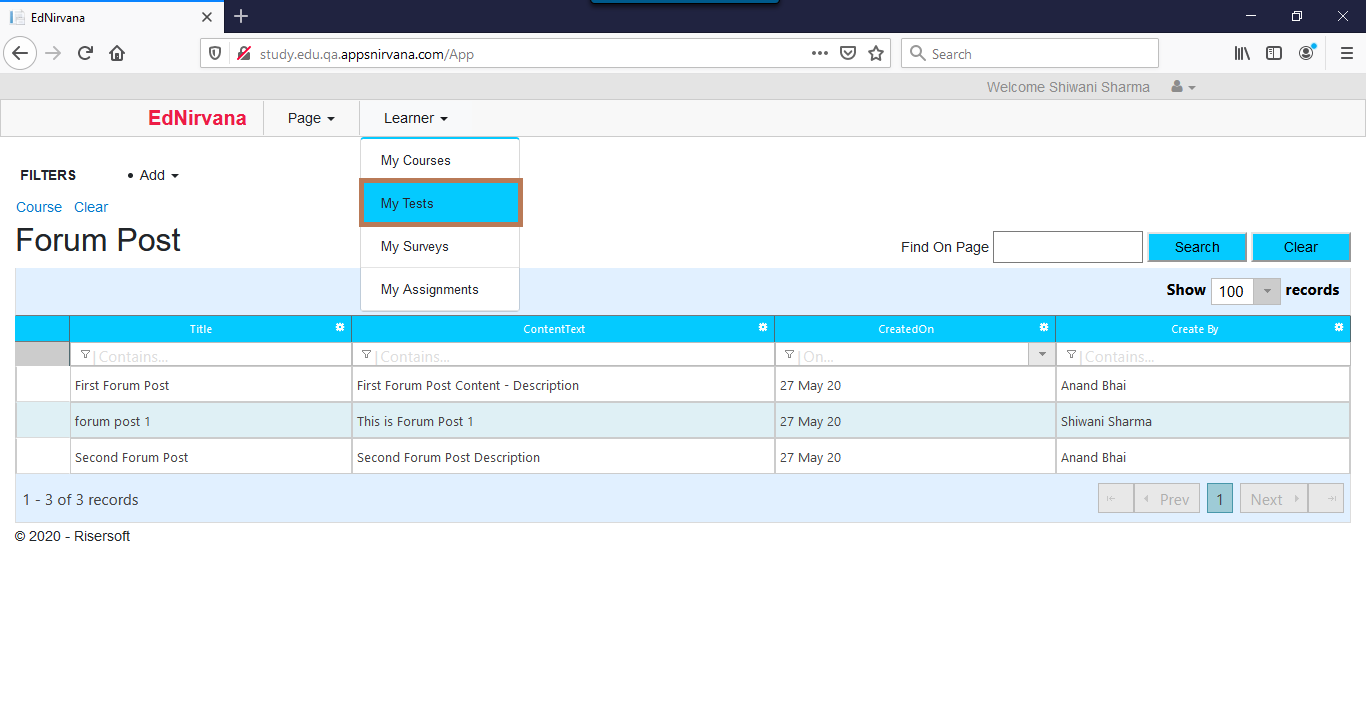 EdNirvana
study.edu.qa.appsnirvana.com/App
Search
Welcome Shiwani Sharma
EdNirvana
Page
Learner
My Courses
My Tests
My Surveys
My Assignments
FILTERS
• Add
Course Clear
Forum Post
Find On Page
Search
Clear
Show 100 records
Title ContentText CreatedOn Create By
Contains... Contains... On... Contains...
First Forum Post First Forum Post Content - Description 27 May 20 Anand Bhai
forum post 1 This is Forum Post 1 27 May 20 Shiwani Sharma
Second Forum Post Second Forum Post Description 27 May 20 Anand Bhai
1 - 3 of 3 records
Prev 1 Next
© 2020 - Risersoft